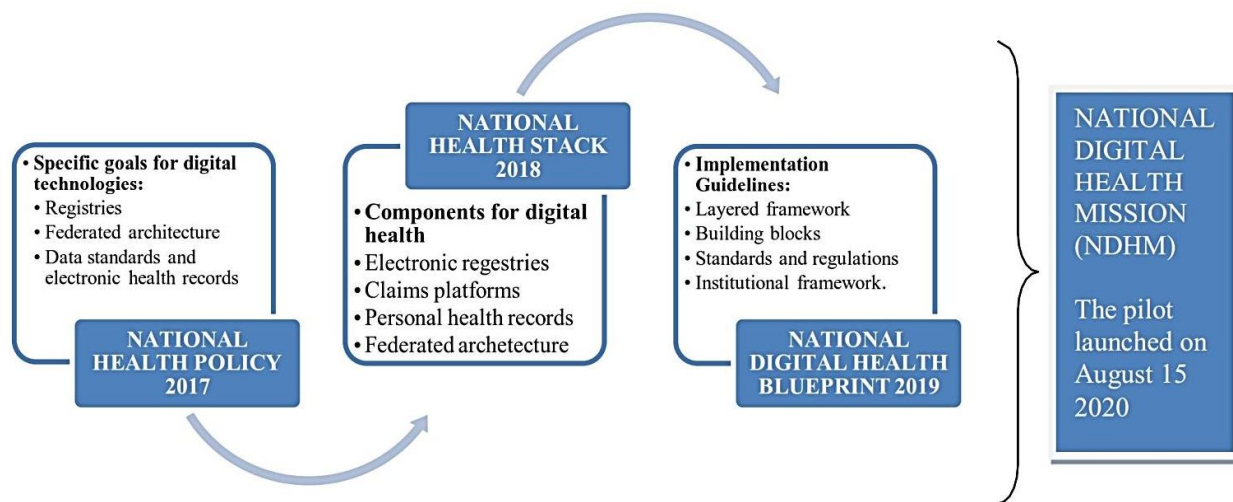 • Specific goals for digital
technologies:
• Registries
• Federated architecture
• Data standards and
electronic health records
NATIONAL
HEALTH POLICY
2017
NATIONAL
HEALTH STACK
2018
• Components for digital
health
• Electronic regestries
• Claims platforms
• Personal health records
• Federated archetecture
• Implementation
Guidelines:
• Layered framework
• Building blocks
• Standards and regulations
• Institutional framework.
NATIONAL
DIGITAL HEALTH
BLUEPRINT 2019
NATIONAL
DIGITAL
HEALTH
MISSION
(NDHM)
The pilot
launched on
August 15
2020